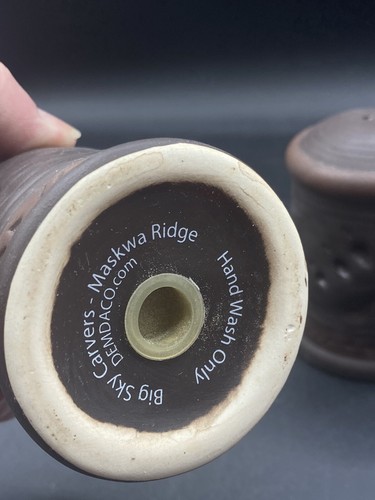 Big Sky Carvers - Maskwa Ridge
DEMDACO.com
Hand Wash Only